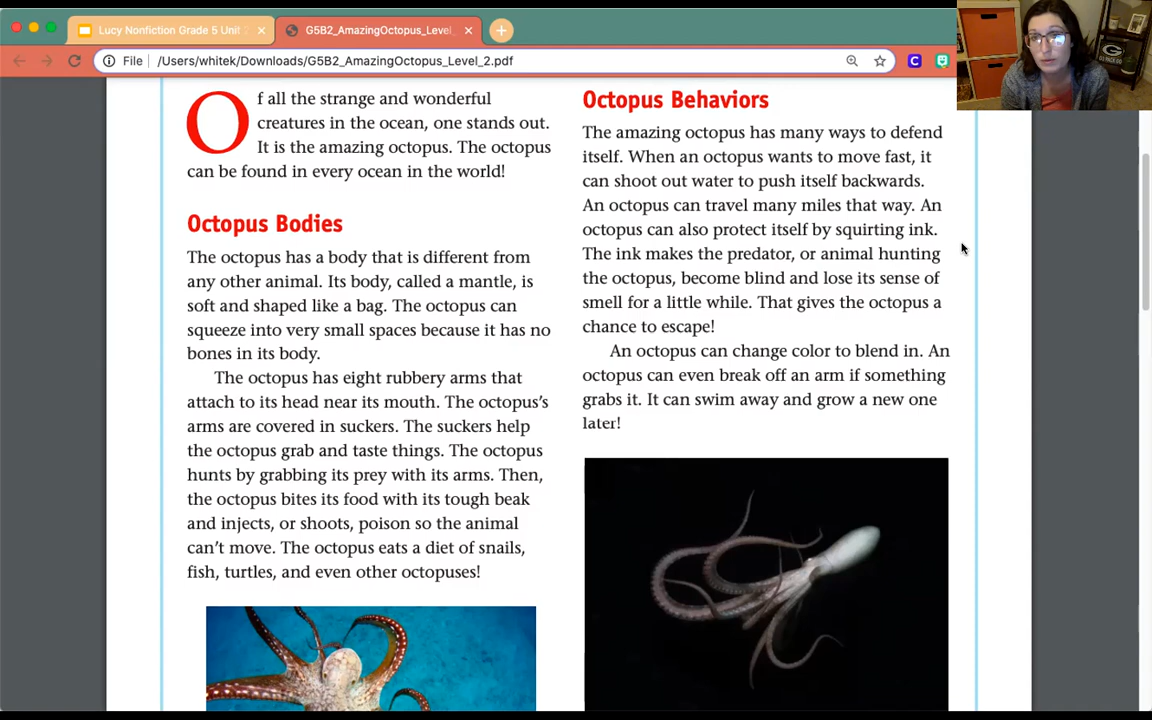 Lucy Nonfiction Grade 5 Unit
G5B2_AmazingOctopus_Level_
File
/Users/whitek/Downloads/G5B2_AmazingOctopus_Level_2.pdf
Of all the strange and wonderful
creatures in the ocean, one stands out.
It is the amazing octopus. The octopus
can be found in every ocean in the world!
Octopus Bodies
The octopus has a body that is different from
any other animal. Its body, called a mantle, is
soft and shaped like a bag. The octopus can
squeeze into very small spaces because it has no
bones in its body.
The octopus has eight rubbery arms that
attach to its head near its mouth. The octopus's
arms are covered in suckers. The suckers help
the octopus grab and taste things. The octopus
hunts by grabbing its prey with its arms. Then,
the octopus bites its food with its tough beak
and injects, or shoots, poison so the animal
can't move. The octopus eats a diet of snails,
fish, turtles, and even other octopuses!
Octopus Behaviors
The amazing octopus has many ways to defend
itself. When an octopus wants to move fast, it
can shoot out water to push itself backwards.
An octopus can travel many miles that way. An
octopus can also protect itself by squirting ink.
The ink makes the predator, or animal hunting
the octopus, become blind and lose its sense of
smell for a little while. That gives the octopus a
chance to escape!
An octopus can change color to blend in. An
octopus can even break off an arm if something
grabs it. It can swim away and grow a new one
later!